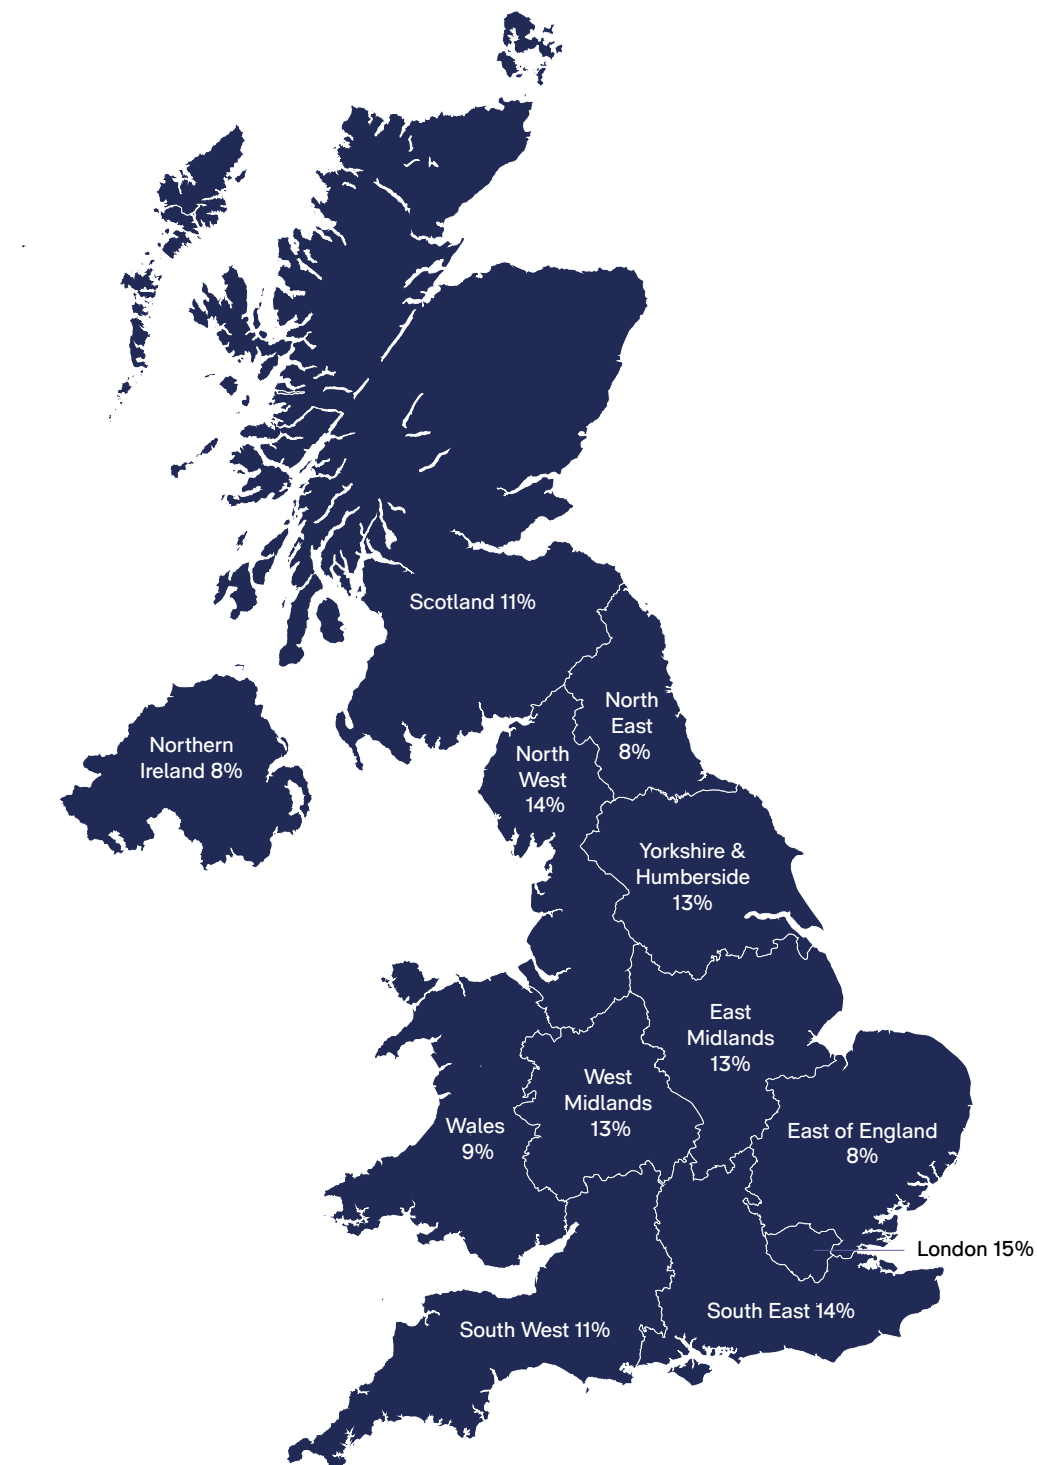 Scotland 11%
North
East
8%
Northern
Ireland 8%
North
West
14%
Yorkshire &
Humberside
13%
East
Midlands
13%
West
Midlands
13%
Wales
9%
East of England
8%
London 15%
South East 14%
South West 11%